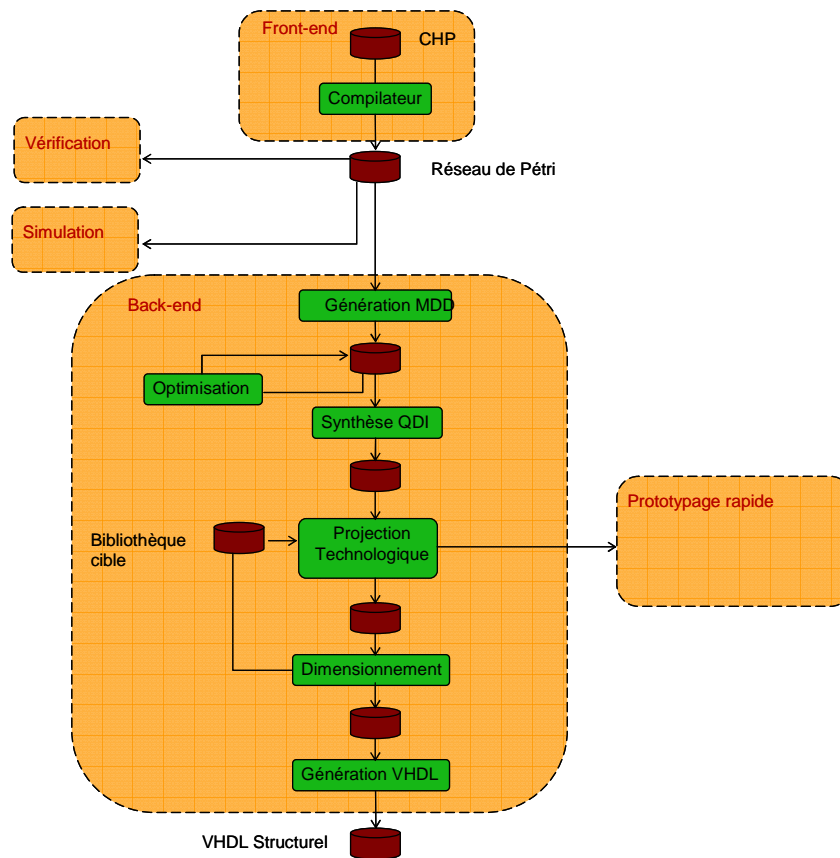 Front-end
CHP
Compilateur
Vérification
Réseau de Pétri
Simulation
Back-end
Génération MDD
Optimisation
Synthèse QDI
Prototypage rapide
Bibliothèque
cible
Projection
Technologique
Dimensionnement
Génération VHDL
VHDL Structurel